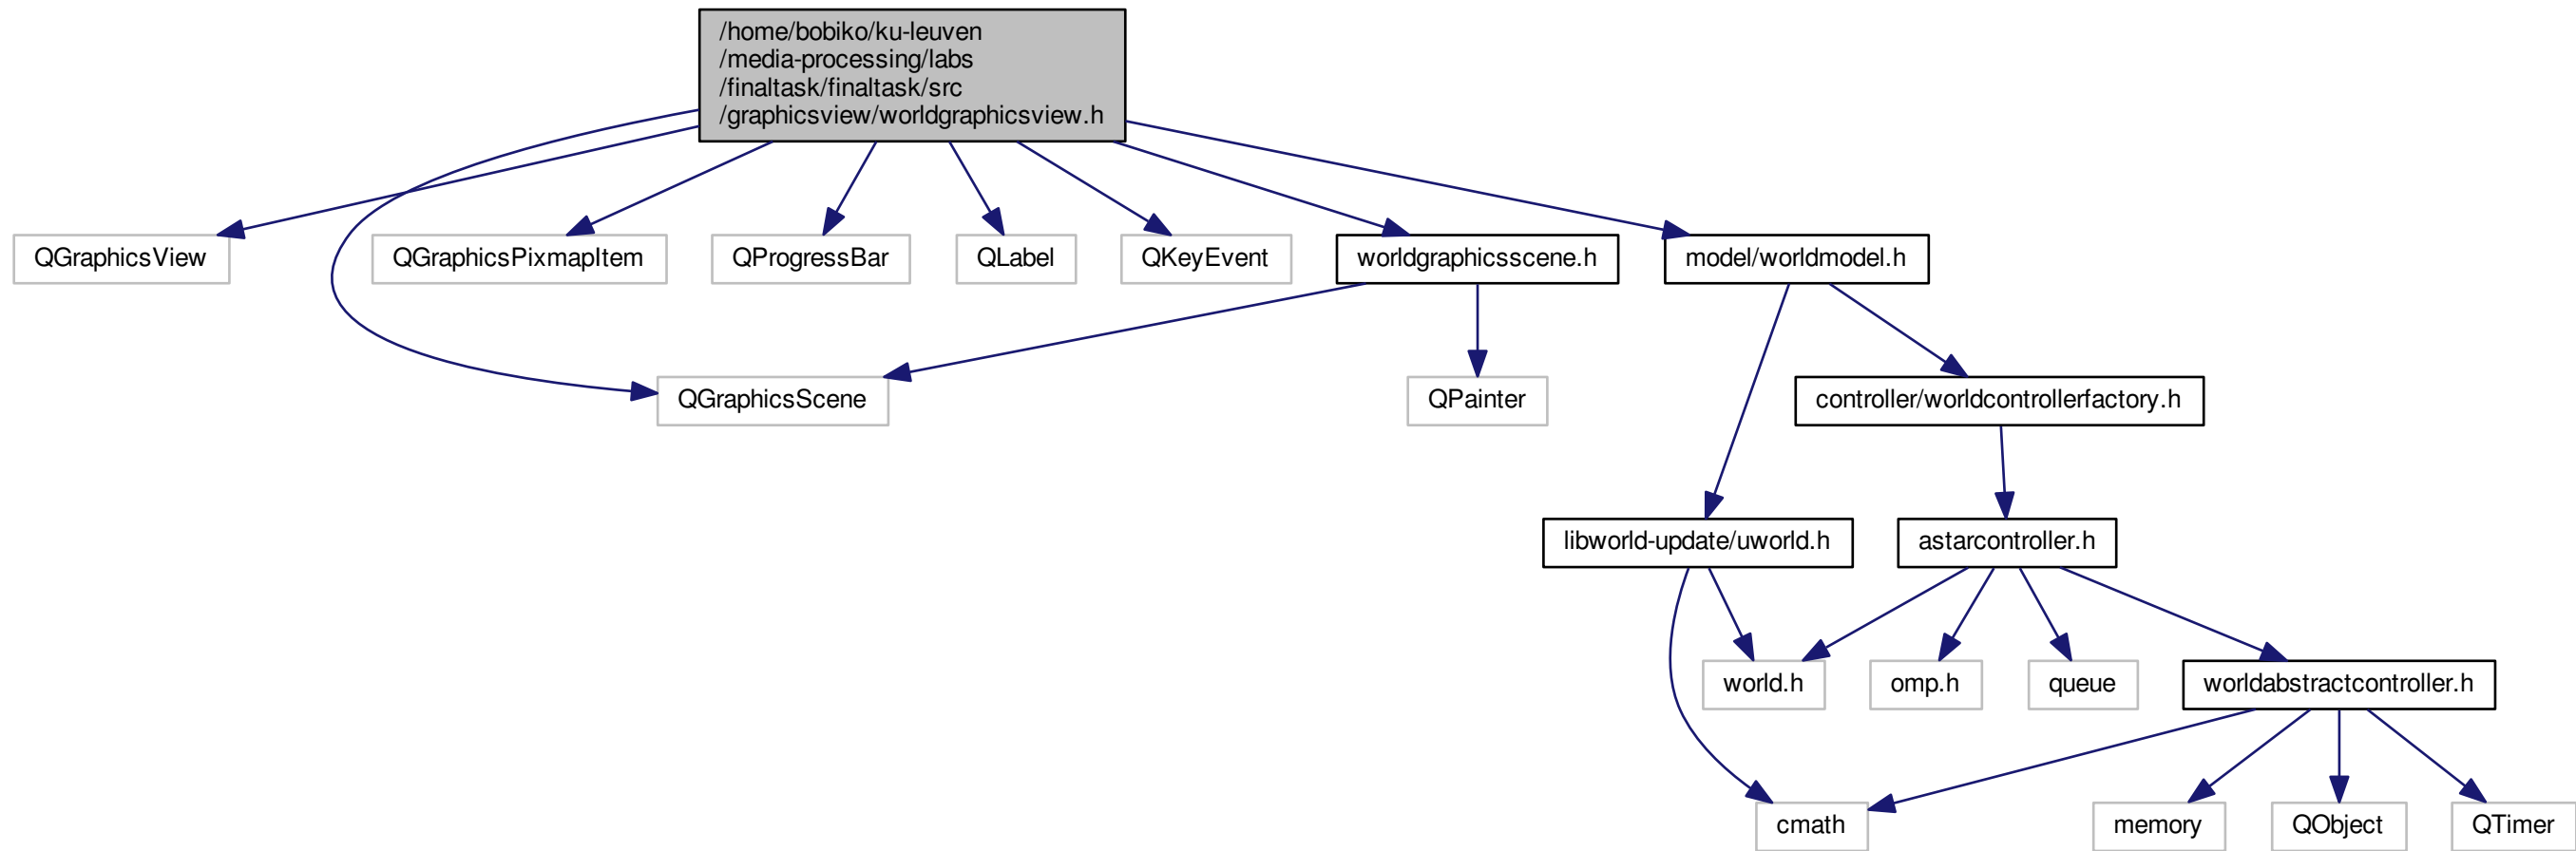 /home/bobiko/ku-leuven
/media-processing/labs
/finaltask/finaltask/src
/graphicsview/worldgraphicsview.h
QGraphicsView
QGraphicsPixmapItem
QProgressBar
QLabel
QKeyEvent
worldgraphicsscene.h
model/worldmodel.h
QGraphicsScene
QPainter
controller/worldcontrollerfactory.h
libworld-update/uworld.h
astarcontroller.h
world.h
omp.h
queue
worldabstractcontroller.h
cmath
memory
QObject
QTimer